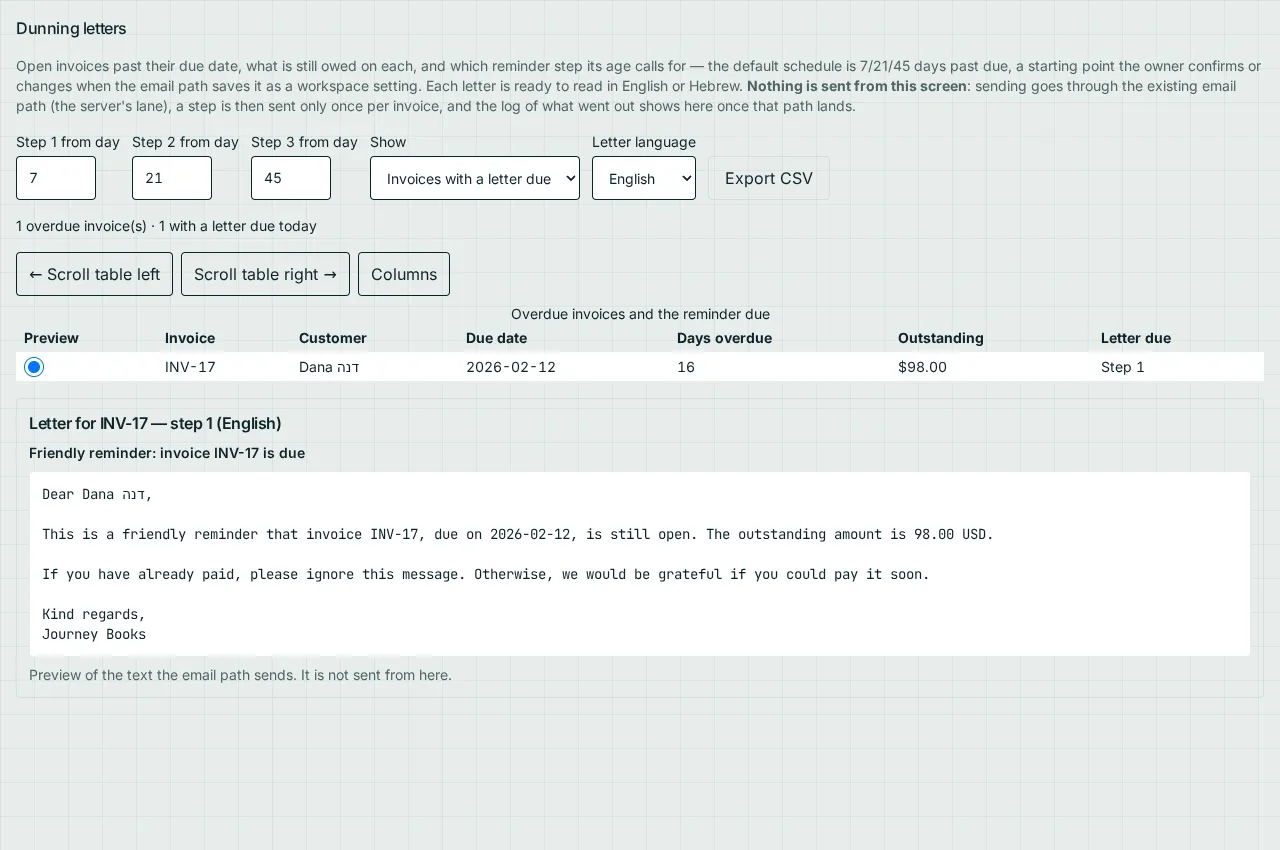 Dunning letters
Open invoices past their due date, what is still owed on each, and which reminder step its age calls for — the default schedule is 7/21/45 days past due, a starting point the owner confirms or
changes when the email path saves it as a workspace setting. Each letter is ready to read in English or Hebrew. Nothing is sent from this screen: sending goes through the existing email
path (the server's lane), a step is then sent only once per invoice, and the log of what went out shows here once that path lands.
Step 1 from day Step 2 from day Step 3 from day Show Letter language
7 21 45 Invoices with a letter due English Export CSV
1 overdue invoice(s) · 1 with a letter due today
← Scroll table left Scroll table right → Columns
Overdue invoices and the reminder due
Preview Invoice Customer Due date Days overdue Outstanding Letter due
INV-17 Dana דנה 2026-02-12 16 $98.00 Step 1
Letter for INV-17 — step 1 (English)
Friendly reminder: invoice INV-17 is due
Dear Dana דנה,
This is a friendly reminder that invoice INV-17, due on 2026-02-12, is still open. The outstanding amount is 98.00 USD.
If you have already paid, please ignore this message. Otherwise, we would be grateful if you could pay it soon.
Kind regards,
Journey Books
Preview of the text the email path sends. It is not sent from here.